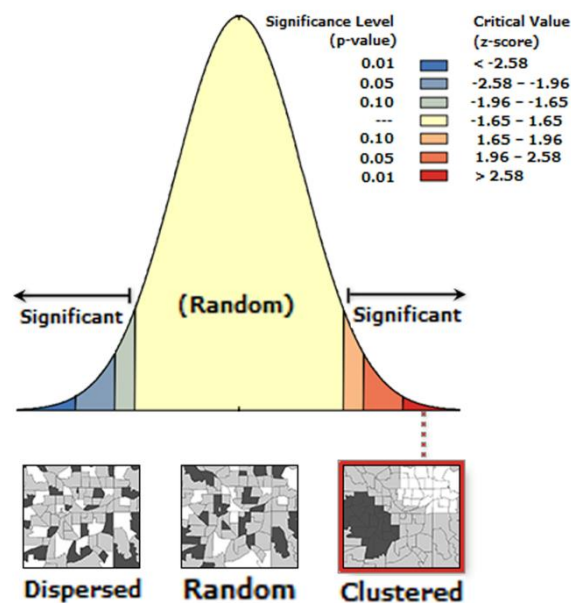 Significance Level Critical Value
(p-value) (z-score)
0.01 < -2.58
0.05 -2.58 – -1.96
0.10 -1.96 – -1.65
--- -1.65 – 1.65
0.10 1.65 – 1.96
0.05 1.96 – 2.58
0.01 > 2.58
Significant (Random) Significant
Dispersed Random Clustered